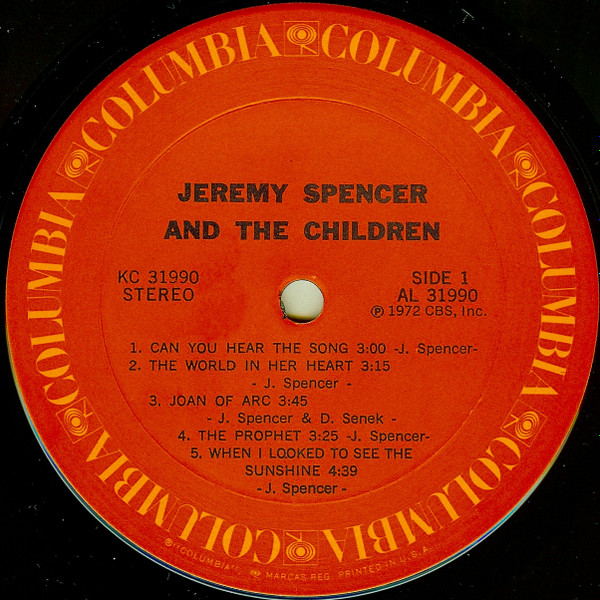 COLUMBIA COLUMBIA COLUMBIA COLUMBIA COLUMBIA COLUMBIA COLUMBIA
JEREMY SPENCER
AND THE CHILDREN
KC 31990
STEREO
SIDE 1
AL 31990
Ⓟ 1972 CBS, Inc.
1. CAN YOU HEAR THE SONG 3:00 -J. Spencer-
2. THE WORLD IN HER HEART 3:15
- J. Spencer -
3. JOAN OF ARC 3:45
- J. Spencer & D. Senek -
4. THE PROPHET 3:25 -J. Spencer-
5. WHEN I LOOKED TO SEE THE
SUNSHINE 4:39
-J. Spencer-
® "COLUMBIA", MARCAS REG. PRINTED IN U.S.A.